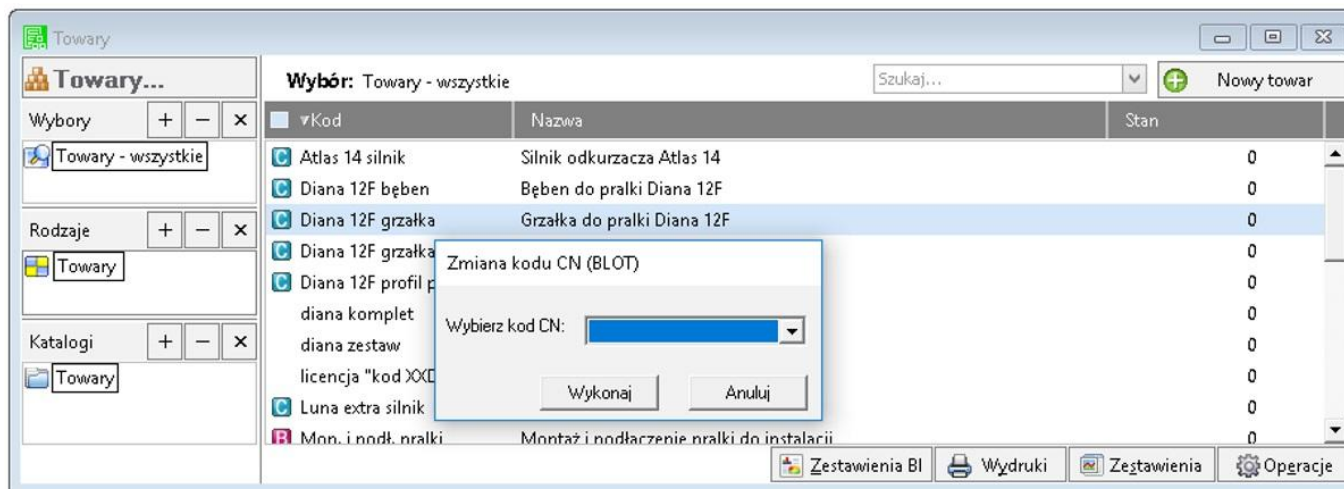 Towary
Towary...
Wybór: Towary - wszystkie
Szukaj...
Nowy towar
Wybory
Towary - wszystkie
Rodzaje
Towary
Katalogi
Towary
Kod Nazwa Stan
Atlas 14 silnik Silnik odkurzacza Atlas 14 0
Diana 12F bęben Bęben do pralki Diana 12F 0
Diana 12F grzałka Grzałka do pralki Diana 12F 0
Diana 12F grzałka 0
Diana 12F profil p 0
diana komplet 0
diana zestaw 0
licencja "kod XXD 0
Luna extra silnik 0
Mon. i podł. pralki Montaż i podłączenie pralki do instalacji 0
Zmiana kodu CN (BLOT)
Wybierz kod CN:
Wykonaj Anuluj
Zestawienia BI Wydruki Zestawienia Operacje